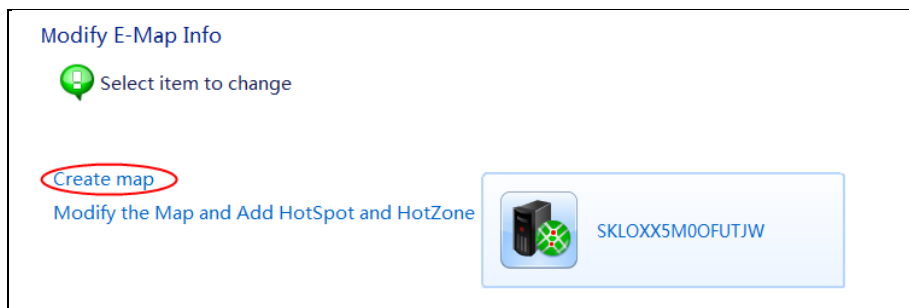 Modify E-Map Info
Select item to change
Create map
Modify the Map and Add HotSpot and HotZone
SKLOXX5M0OFUTJW